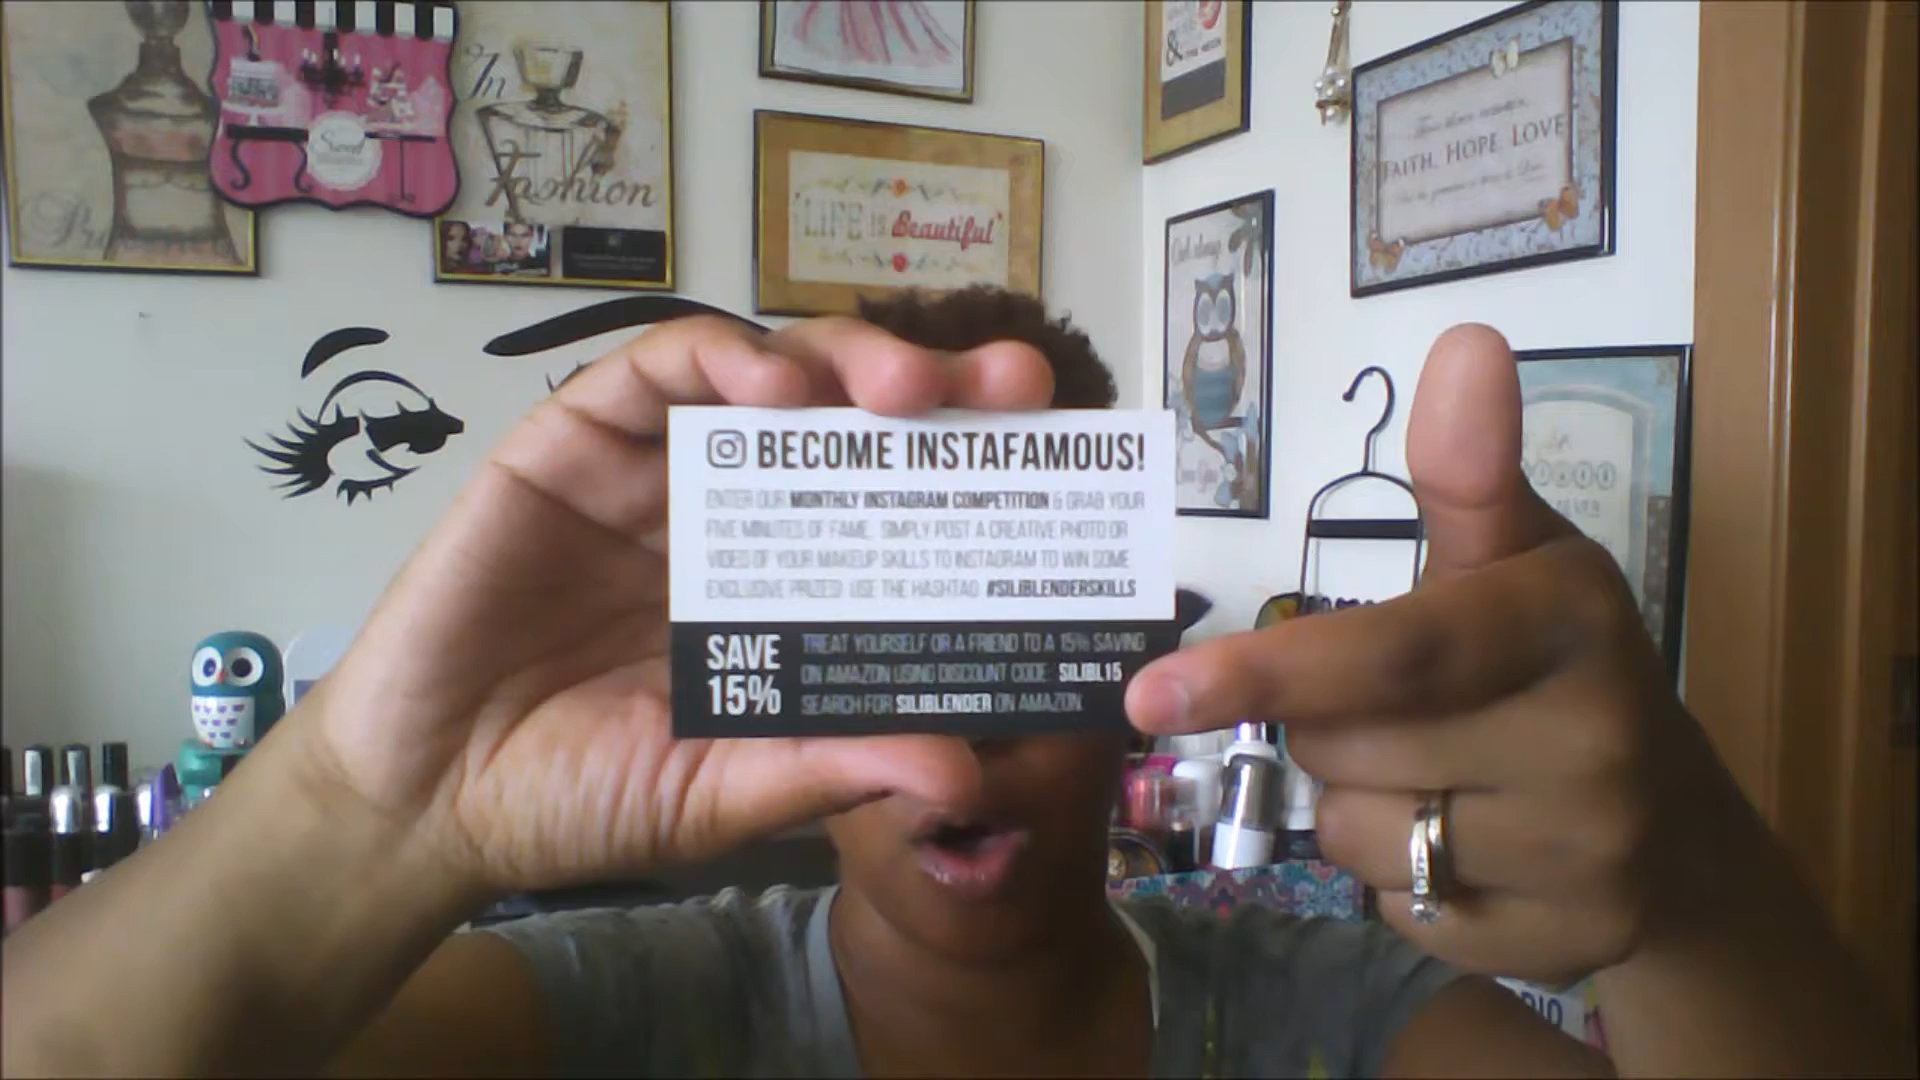 In
Fashion
Sweet
"LIFE is Beautiful"
&
FAITH, HOPE, LOVE
BECOME INSTAFAMOUS!
ENTER OUR MONTHLY INSTAGRAM COMPETITION & GRAB YOUR
FIVE MINUTES OF FAME. SIMPLY POST A CREATIVE PHOTO OR
VIDEO OF YOUR MAKEUP SKILLS TO INSTAGRAM TO WIN SOME
EXCLUSIVE PRIZES! USE THE HASHTAG #SILIBLENDERSKILLS
SAVE
15%
TREAT YOURSELF OR A FRIEND TO A 15% SAVING
ON AMAZON USING DISCOUNT CODE: SILIBL15
SEARCH FOR SILIBLENDER ON AMAZON.